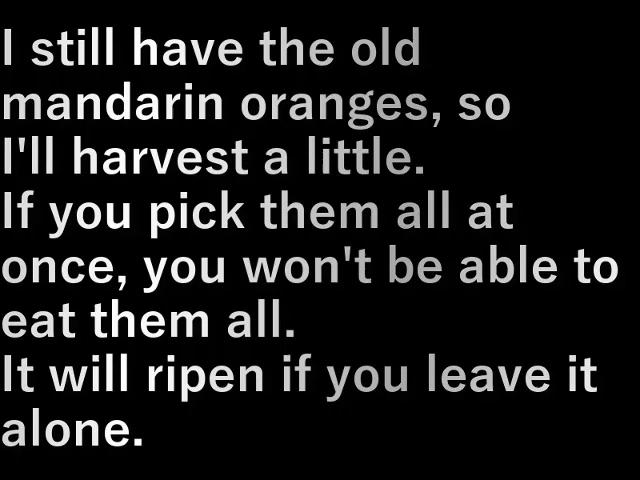 I still have the old
mandarin oranges, so
I'll harvest a little.
If you pick them all at
once, you won't be able to
eat them all.
It will ripen if you leave it
alone.